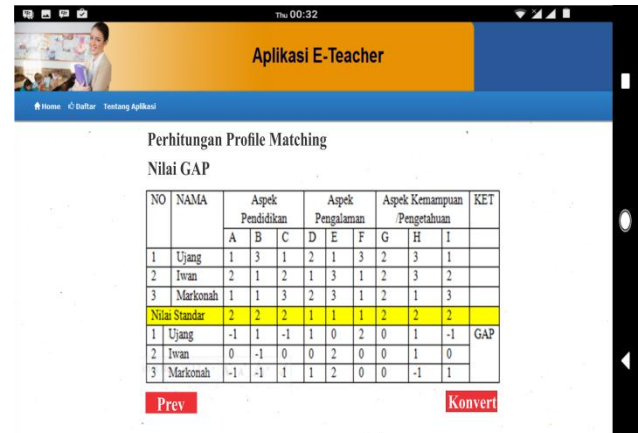 Thu 00:32
Aplikasi E-Teacher
Home Daftar Tentang Aplikasi
Perhitungan Profile Matching
Nilai GAP
NO NAMA Aspek Pendidikan Aspek Pengalaman Aspek Kemampuan /Pengetahuan KET
A B C D E F G H I
1 Ujang 1 3 1 2 1 3 2 3 1
2 Iwan 2 1 2 1 3 1 2 3 2
3 Markonah 1 1 3 2 3 1 2 1 3
Nilai Standar 2 2 2 1 1 1 2 2 2
1 Ujang -1 1 -1 1 0 2 0 1 -1 GAP
2 Iwan 0 -1 0 0 2 0 0 1 0
3 Markonah -1 -1 1 1 2 0 0 -1 1
Prev Konvert